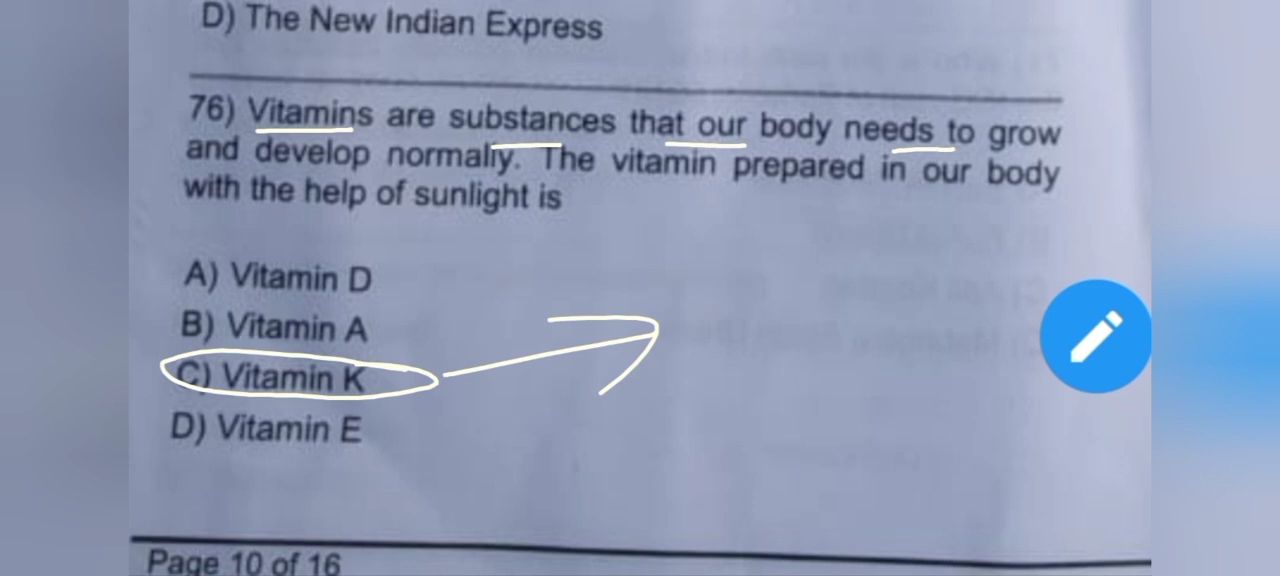 D) The New Indian Express
76) Vitamins are substances that our body needs to grow
and develop normally. The vitamin prepared in our body
with the help of sunlight is
A) Vitamin D
B) Vitamin A
C) Vitamin K
D) Vitamin E
Page 10 of 16